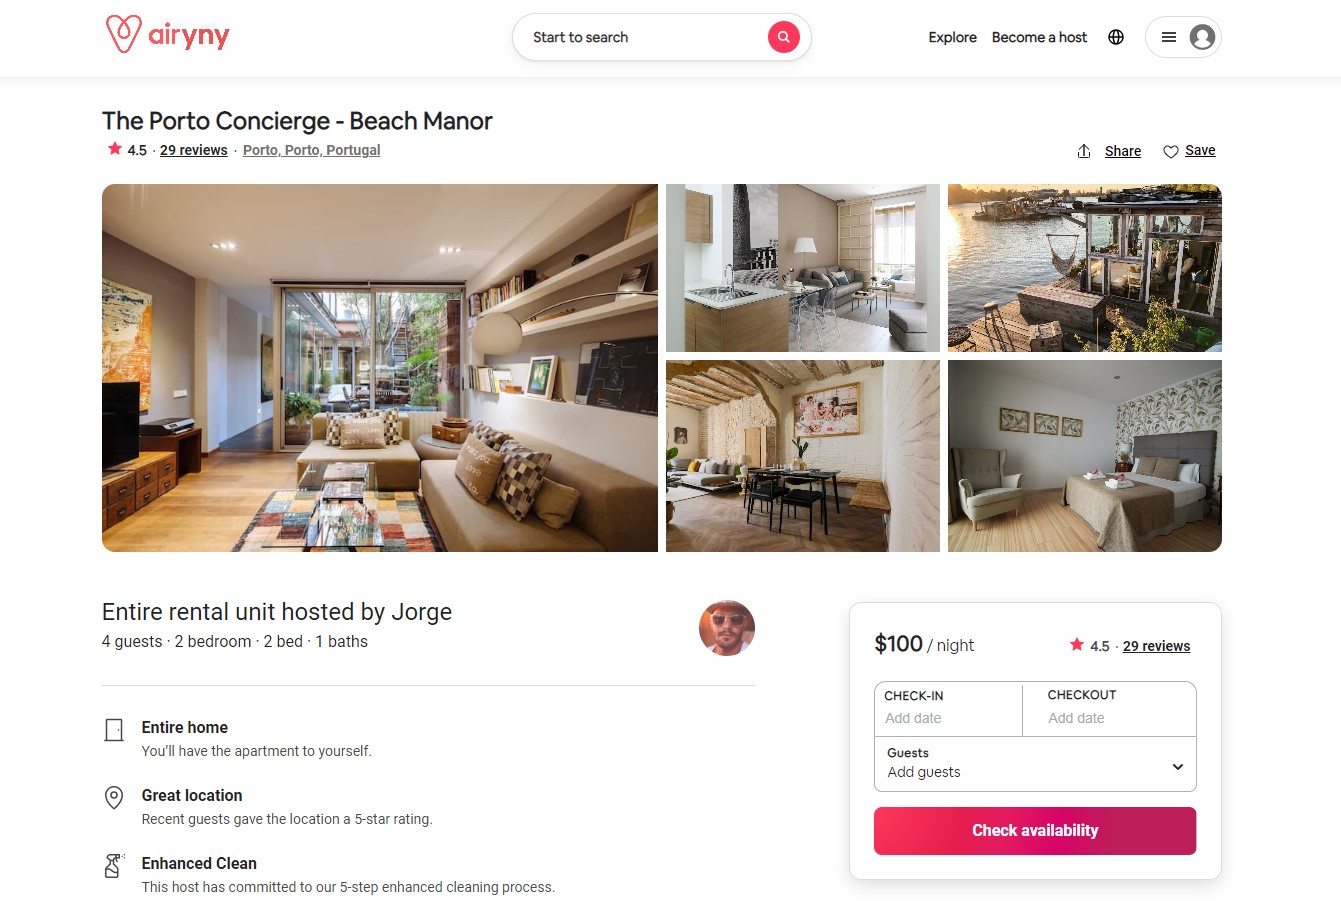 airyny
Start to search
Explore Become a host
The Porto Concierge - Beach Manor
4.5 · 29 reviews · Porto, Porto, Portugal
Share Save
Entire rental unit hosted by Jorge
4 guests · 2 bedroom · 2 bed · 1 baths
Entire home
You’ll have the apartment to yourself.
Great location
Recent guests gave the location a 5-star rating.
Enhanced Clean
This host has committed to our 5-step enhanced cleaning process.
$100 / night
4.5 · 29 reviews
CHECK-IN
Add date
CHECKOUT
Add date
Guests
Add guests
Check availability